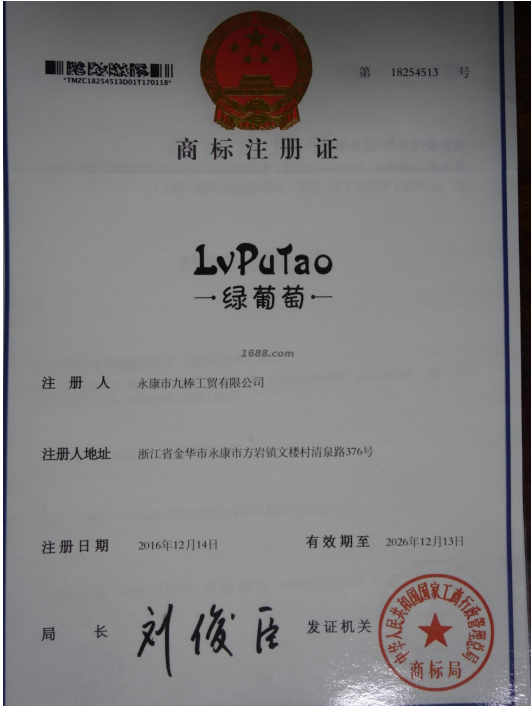 *TMZC18254513D01T170118*
第 18254513 号
商标注册证
LvPuTao
绿葡萄
1688.com
注册人 永康市九棒工贸有限公司
注册人地址 浙江省金华市永康市方岩镇文楼村清泉路376号
注册日期 2016年12月14日 有效期至 2026年12月13日
局长 刘俊臣 发证机关
中华人民共和国国家工商行政管理总局
商标局